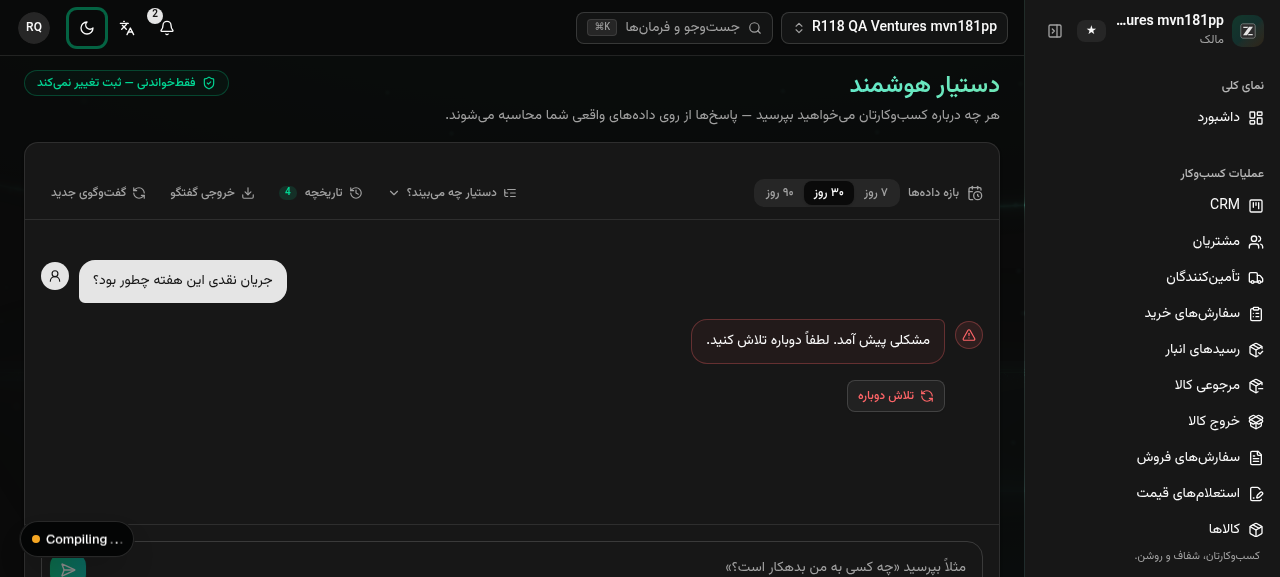 …ures mvn181pp
مالک
★
نمای کلی
داشبورد
عملیات کسب‌وکار
CRM
مشتریان
تأمین‌کنندگان
سفارش‌های خرید
رسیدهای انبار
مرجوعی کالا
خروج کالا
سفارش‌های فروش
استعلام‌های قیمت
کالاها
کسب‌وکارتان، شفاف و روشن.
R118 QA Ventures mvn181pp
جست‌وجو و فرمان‌ها
⌘K
2
RQ
دستیار هوشمند
فقط‌خواندنی — ثبت تغییر نمی‌کند
هر چه درباره کسب‌وکارتان می‌خواهید بپرسید — پاسخ‌ها از روی داده‌های واقعی شما محاسبه می‌شوند.
بازه داده‌ها
۷ روز
۳۰ روز
۹۰ روز
دستیار چه می‌بیند؟
تاریخچه
4
خروجی گفتگو
گفت‌وگوی جدید
جریان نقدی این هفته چطور بود؟
مشکلی پیش آمد. لطفاً دوباره تلاش کنید.
تلاش دوباره
مثلاً بپرسید «چه کسی به من بدهکار است؟»
Compiling ...